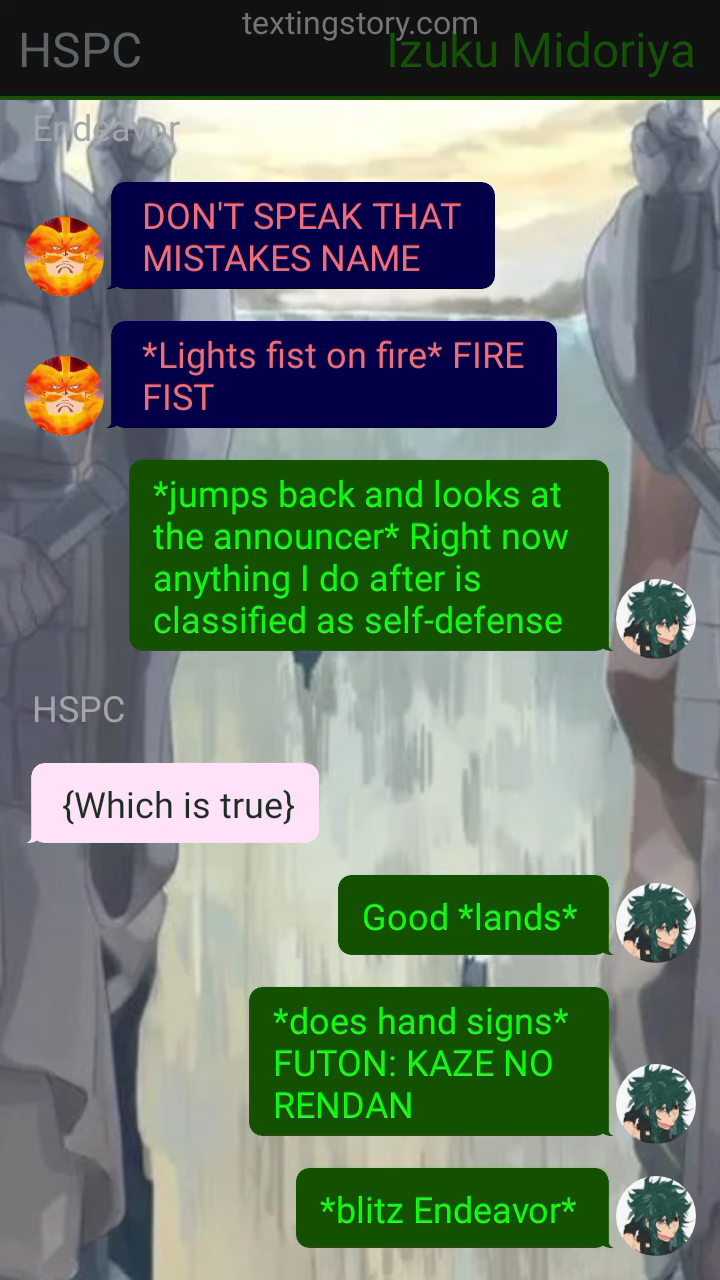 textingstory.com
HSPC
Izuku Midoriya
Endeavor
DON'T SPEAK THAT
MISTAKES NAME
*Lights fist on fire* FIRE
FIST
*jumps back and looks at
the announcer* Right now
anything I do after is
classified as self-defense
HSPC
{Which is true}
Good *lands*
*does hand signs*
FUTON: KAZE NO
RENDAN
*blitz Endeavor*